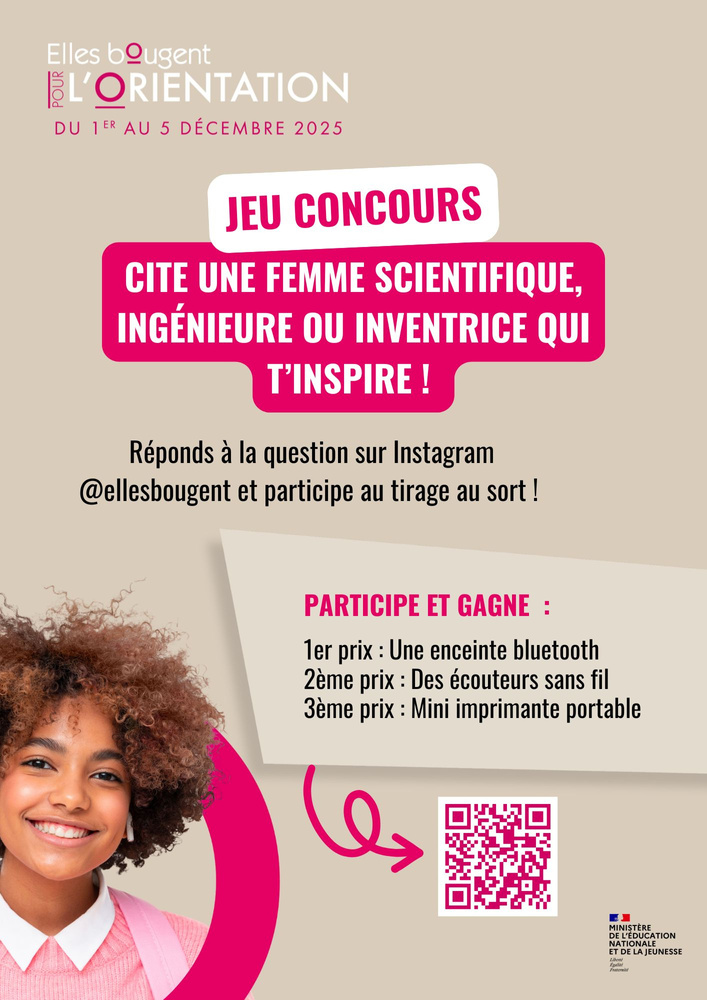 Elles bougent
POUR L'ORIENTATION
DU 1ER AU 5 DÉCEMBRE 2025
JEU CONCOURS
CITE UNE FEMME SCIENTIFIQUE,
INGÉNIEURE OU INVENTRICE QUI
T'INSPIRE !
Réponds à la question sur Instagram
@ellesbougent et participe au tirage au sort !
PARTICIPE ET GAGNE :
1er prix : Une enceinte bluetooth
2ème prix : Des écouteurs sans fil
3ème prix : Mini imprimante portable
MINISTÈRE
DE L'ÉDUCATION
NATIONALE
ET DE LA JEUNESSE
Liberté
Égalité
Fraternité